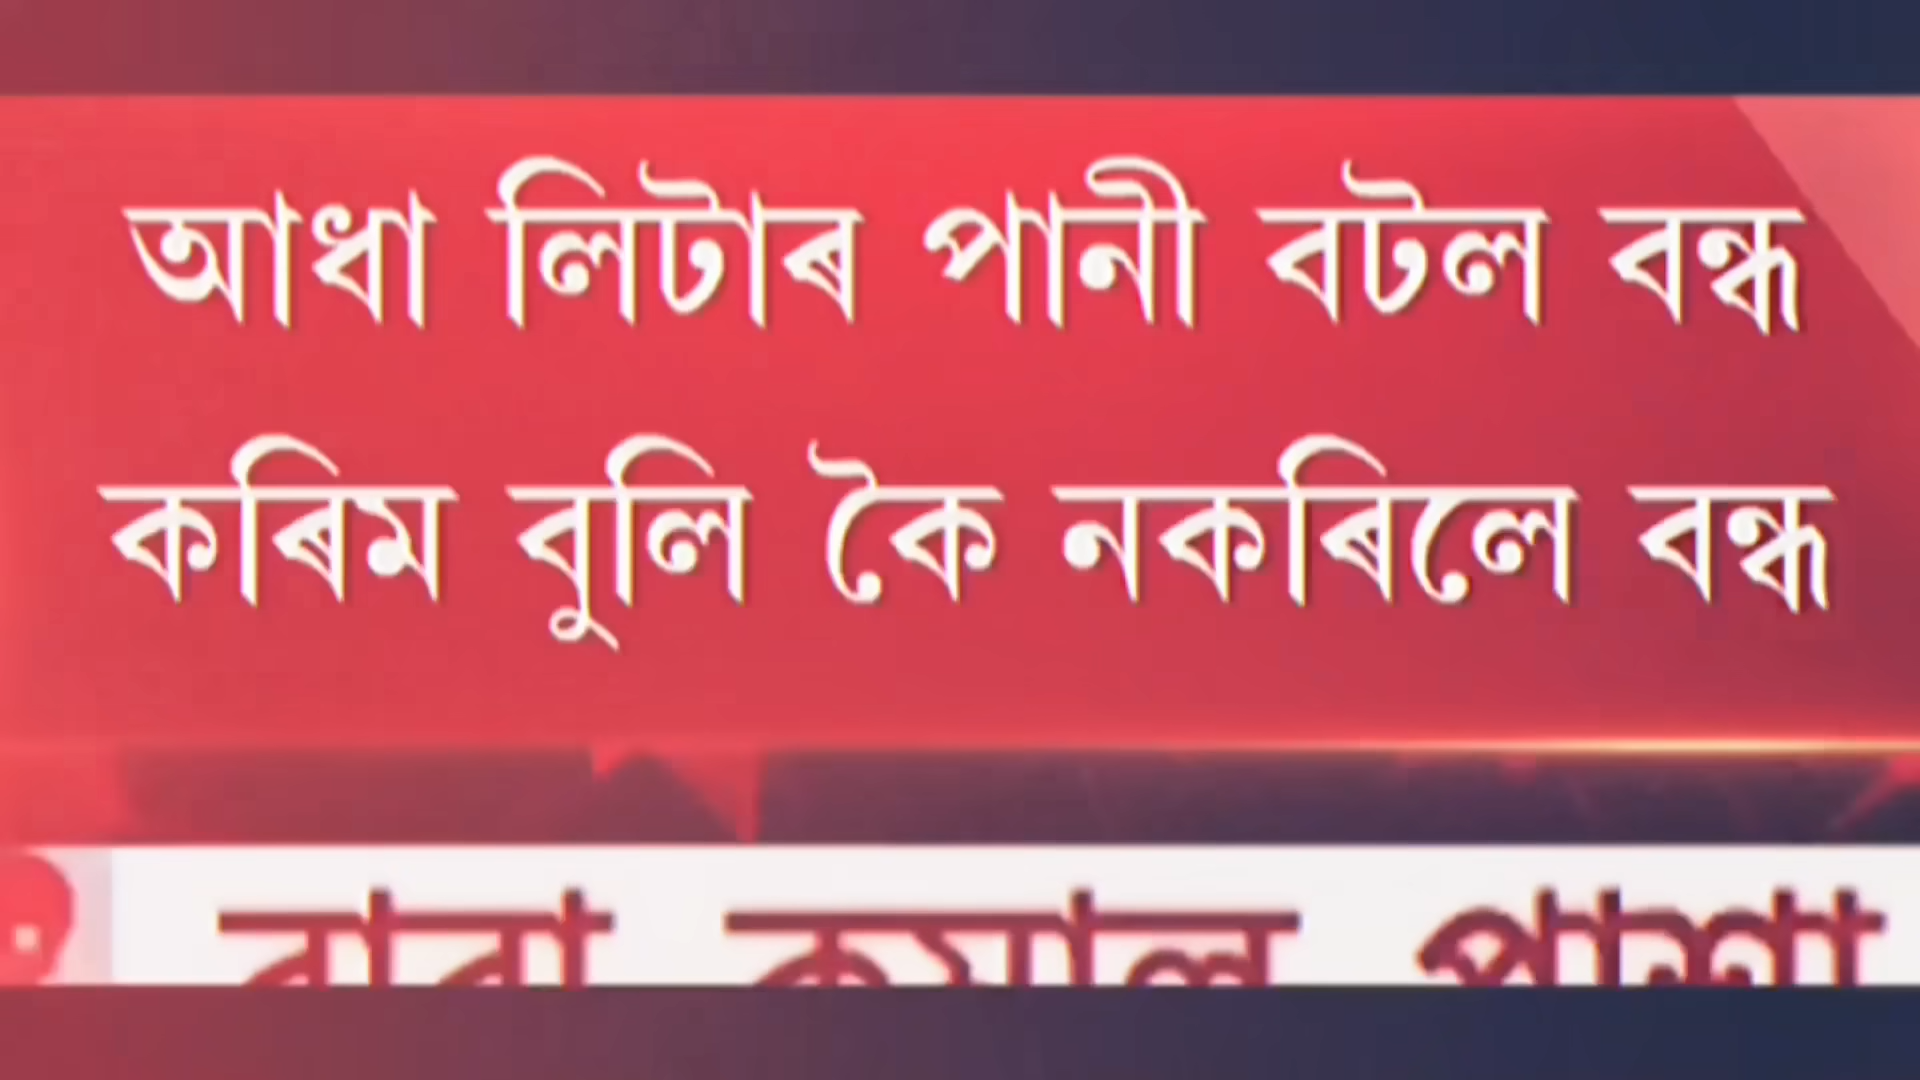 আধা লিটাৰ পানী বটল বন্ধ
কৰিম বুলি কৈ নকৰিলে বন্ধ